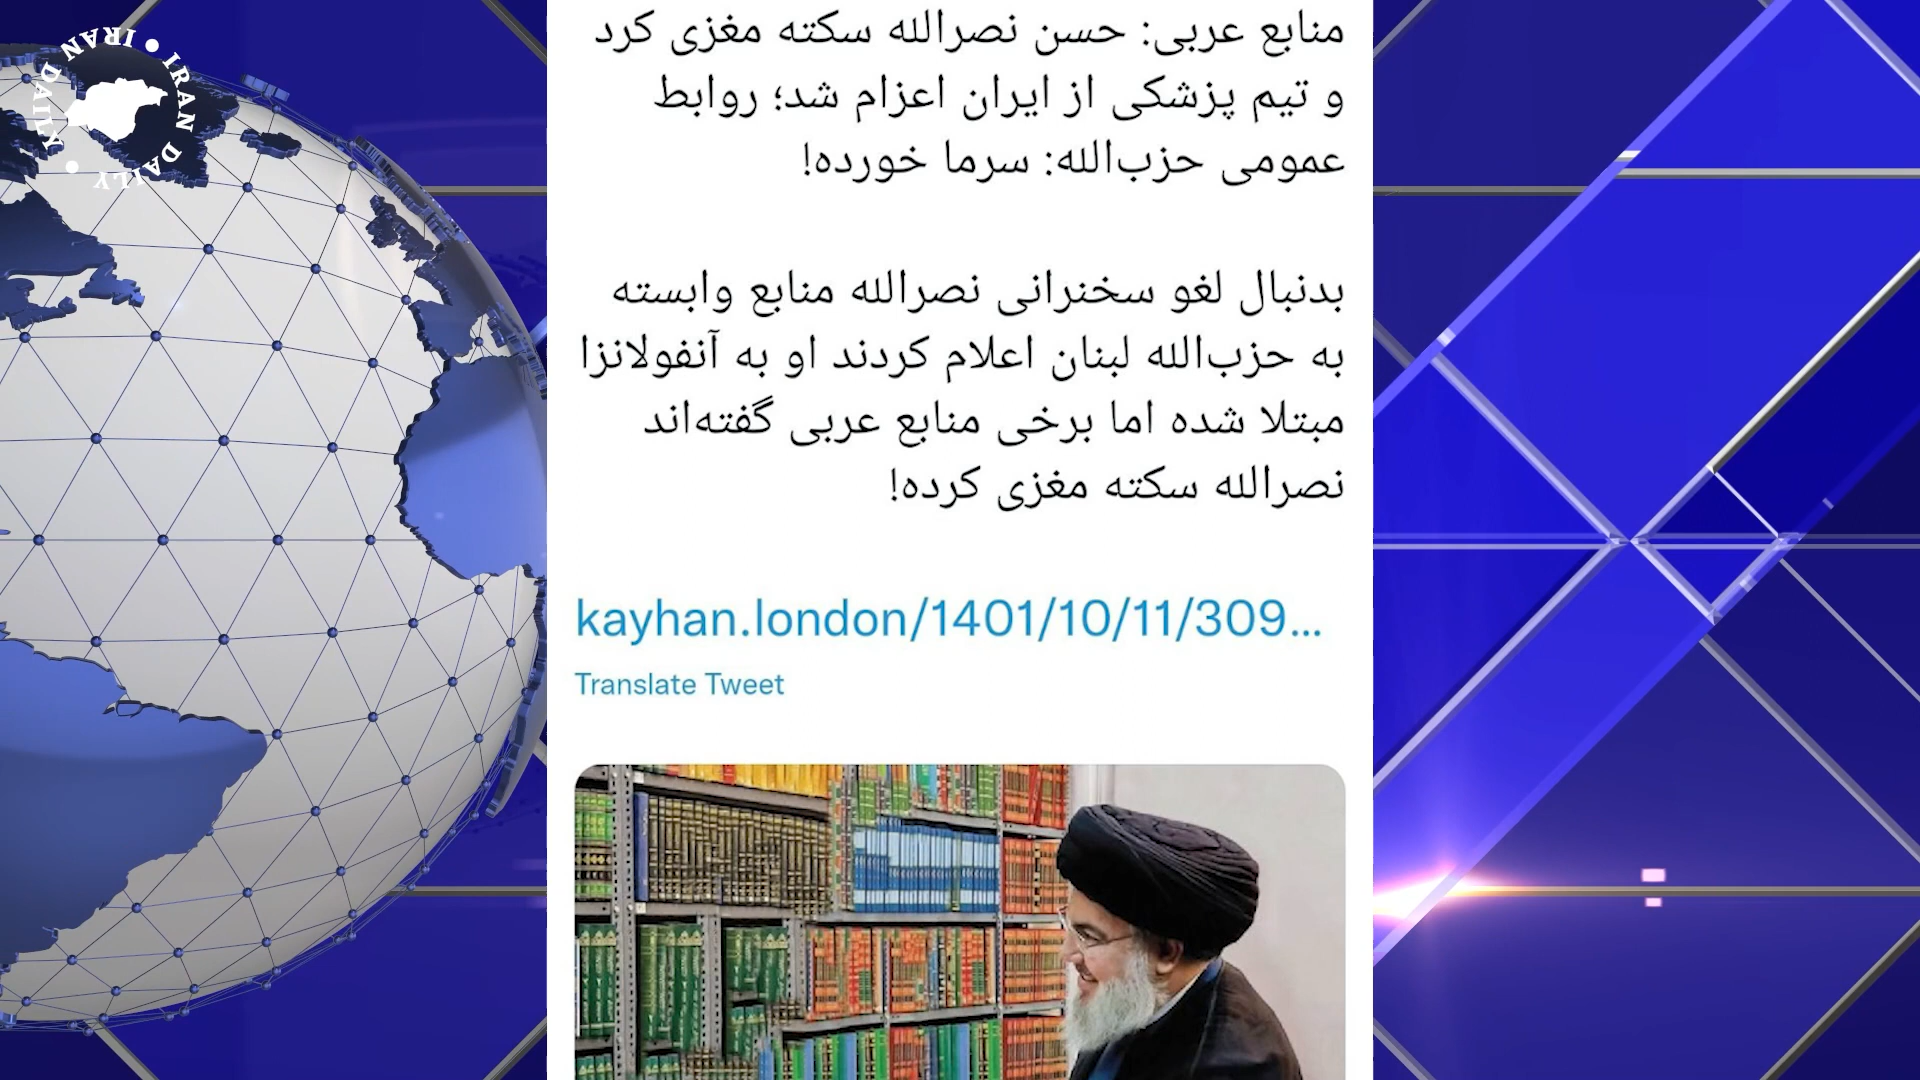 IRAN DAILY • IRAN DAILY •
منابع عربی: حسن نصرالله سکته مغزی کرد
و تیم پزشکی از ایران اعزام شد؛ روابط
عمومی حزب‌الله: سرما خورده!
بدنبال لغو سخنرانی نصرالله منابع وابسته
به حزب‌الله لبنان اعلام کردند او به آنفولانزا
مبتلا شده اما برخی منابع عربی گفته‌اند
نصرالله سکته مغزی کرده!
kayhan.london/1401/10/11/309...
Translate Tweet